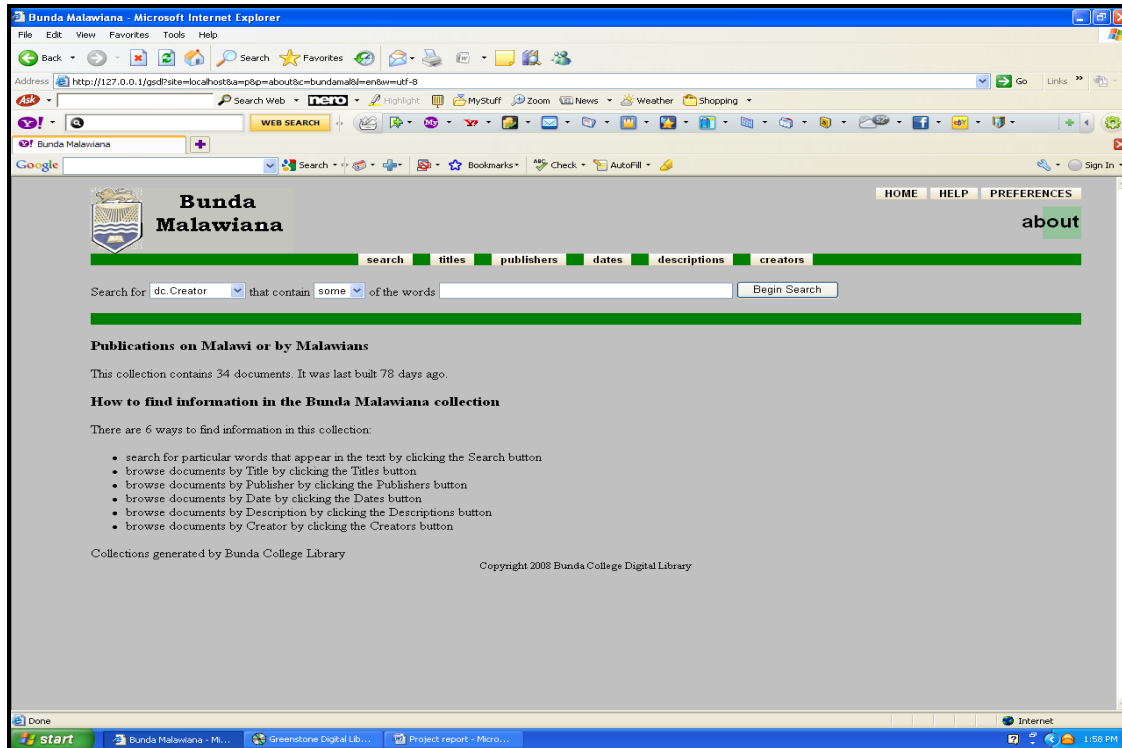 Bunda Malawiana - Microsoft Internet Explorer
File Edit View Favorites Tools Help
Back Search Favorites
Address http://127.0.0.1/gsdl?site=localhost&a=p&p=about&c=bundamal&l=en&w=utf-8 Go Links »
Ask Search Web nero Highlight MyStuff Zoom News Weather Shopping
Y! WEB SEARCH
Y! Bunda Malawiana
Google Search Bookmarks ABC Check AutoFill Sign In
HOME HELP PREFERENCES
Bunda
Malawiana
about
search titles publishers dates descriptions creators
Search for dc.Creator that contain some of the words Begin Search
Publications on Malawi or by Malawians
This collection contains 34 documents. It was last built 78 days ago.
How to find information in the Bunda Malawiana collection
There are 6 ways to find information in this collection:
• search for particular words that appear in the text by clicking the Search button
• browse documents by Title by clicking the Titles button
• browse documents by Publisher by clicking the Publishers button
• browse documents by Date by clicking the Dates button
• browse documents by Description by clicking the Descriptions button
• browse documents by Creator by clicking the Creators button
Collections generated by Bunda College Library
Copyright 2008 Bunda College Digital Library
Done Internet
start Bunda Malawiana - Mi... Greenstone Digital Lib... Project report - Micro... 1:58 PM